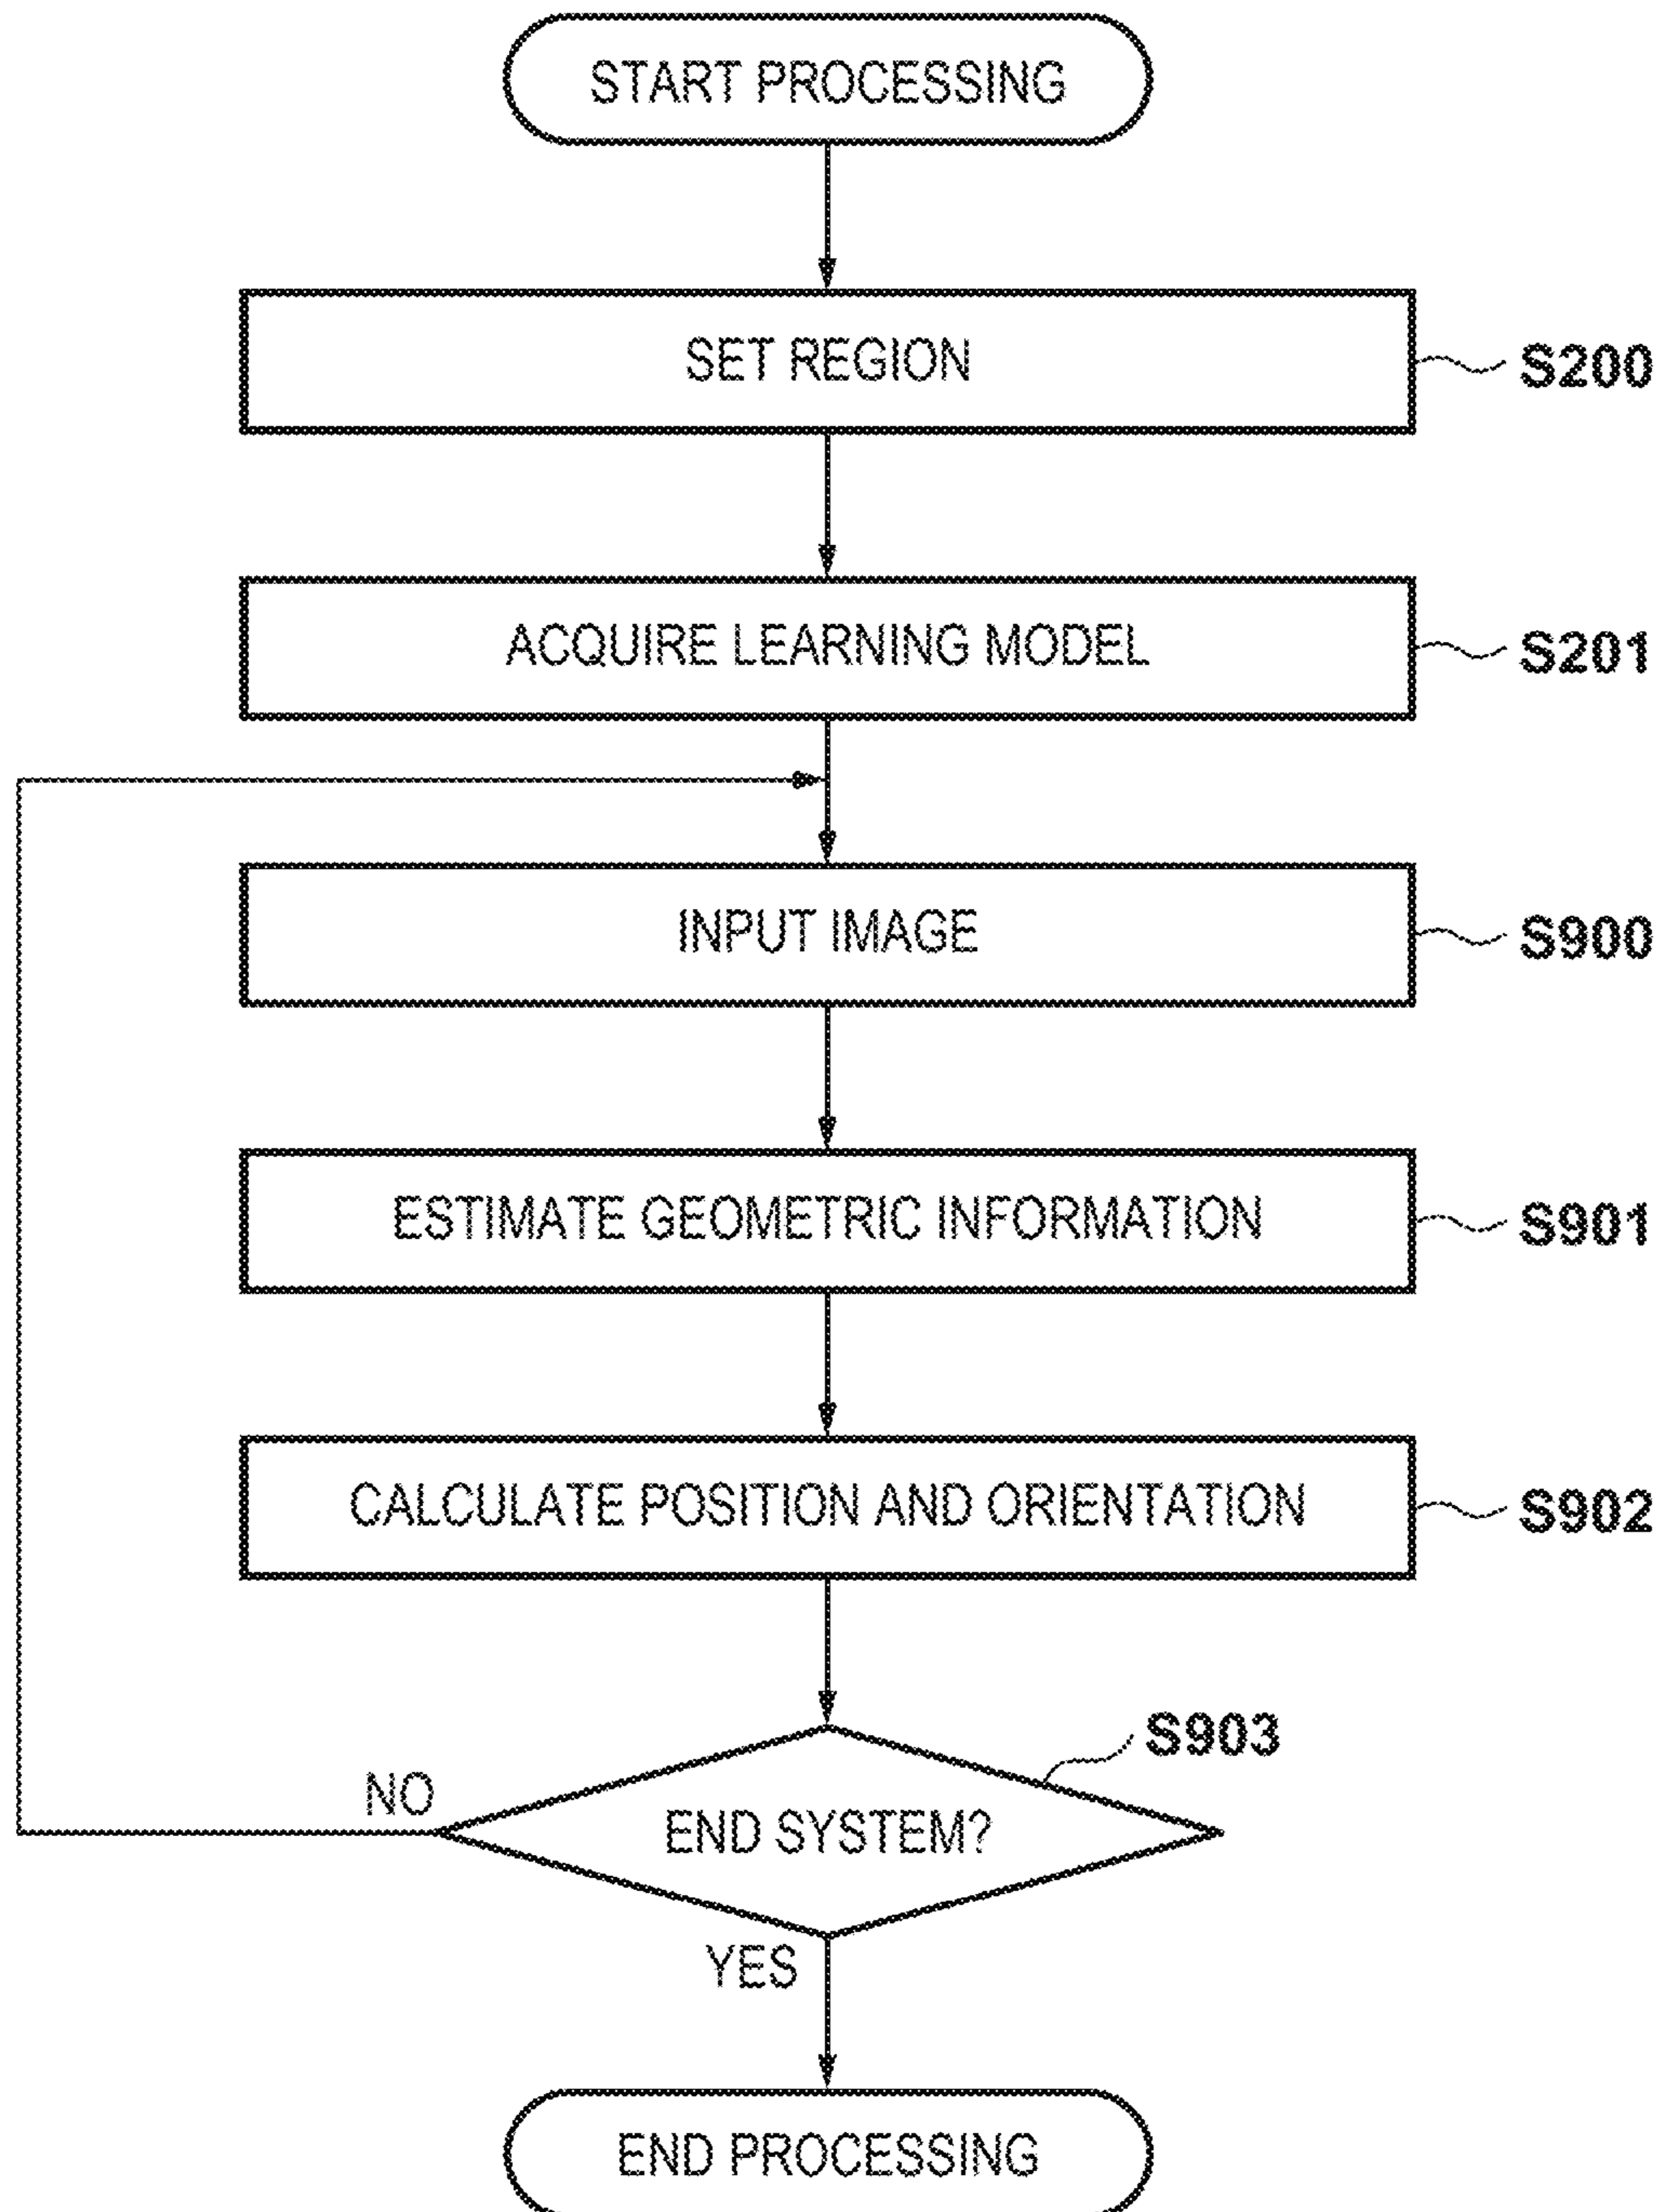 START PROCESSING
SET REGION
S200
ACQUIRE LEARNING MODEL
S201
INPUT IMAGE
S900
ESTIMATE GEOMETRIC INFORMATION
S901
CALCULATE POSITION AND ORIENTATION
S902
S903
NO
END SYSTEM?
YES
END PROCESSING